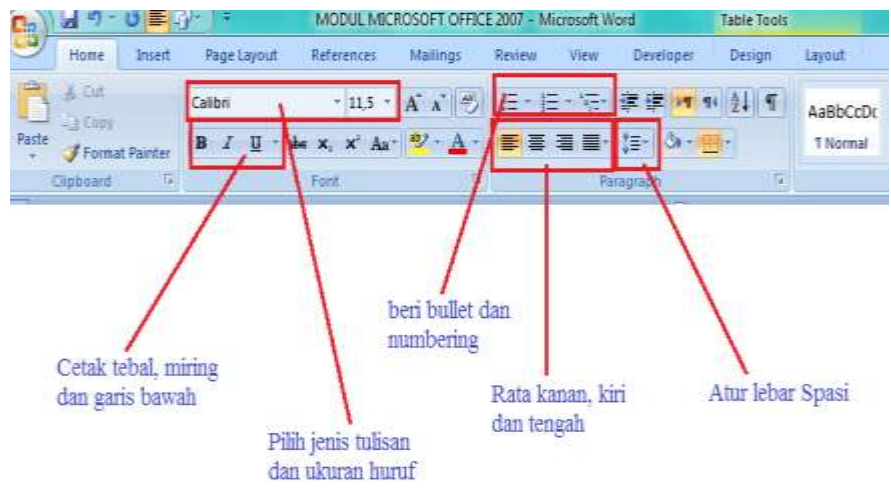 MODUL MICROSOFT OFFICE 2007 - Microsoft Word
Table Tools
Home Insert Page Layout References Mailings Review View Developer Design Layout
Cut
Calibri 11,5 A A
AaBbCcDc
Copy
Paste
Format Painter
B I U abe x, x² Aa A
¶ Normal
Clipboard Font Paragraph
beri bullet dan
numbering
Cetak tebal, miring
dan garis bawah
Rata kanan, kiri
dan tengah
Atur lebar Spasi
Pilih jenis tulisan
dan ukuran huruf